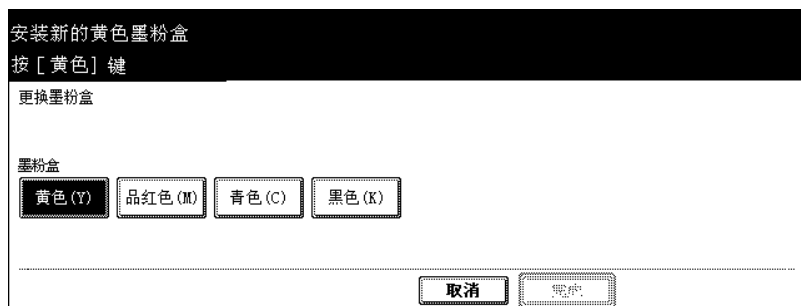 安装新的黄色墨粉盒
按 [ 黄色] 键
更换墨粉盒
墨粉盒
黄色(Y) 品红色(M) 青色(C) 黑色(K)
取消